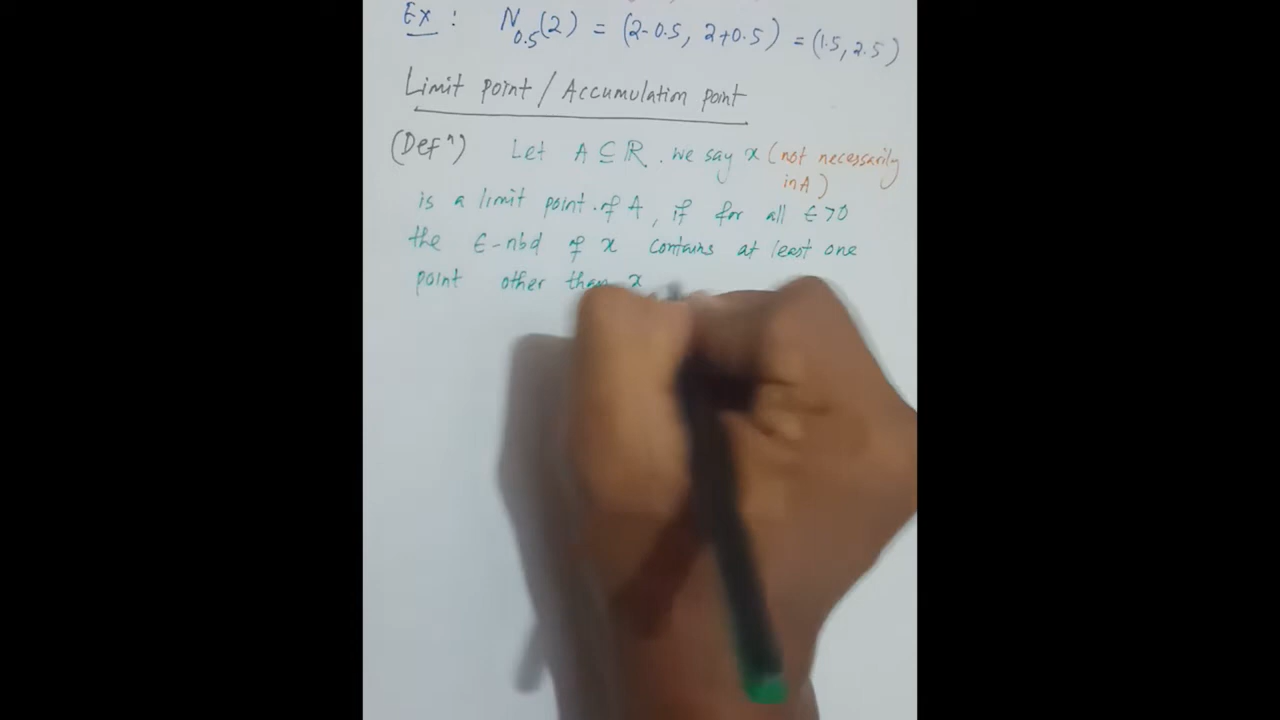 Ex : N0.5(2) = (2-0.5, 2+0.5) = (1.5, 2.5)
Limit point / Accumulation point
(Defⁿ) Let A ⊆ ℝ. we say x (not necessarily
in A)
is a limit point of A, if for all ϵ>0
the ϵ-nbd of x contains at least one
point other than x